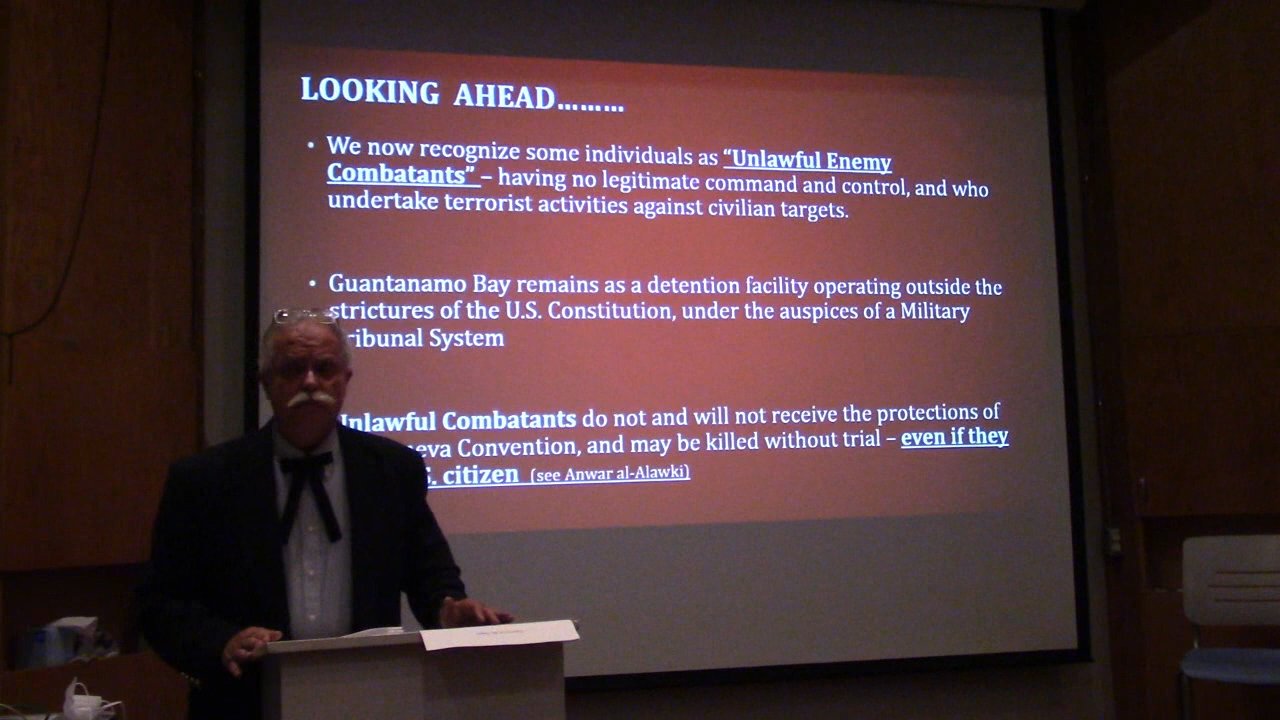 LOOKING AHEAD.........
• We now recognize some individuals as “Unlawful Enemy
Combatants” – having no legitimate command and control, and who
undertake terrorist activities against civilian targets.
• Guantanamo Bay remains as a detention facility operating outside the
strictures of the U.S. Constitution, under the auspices of a Military
ribunal System
Unlawful Combatants do not and will not receive the protections of
eva Convention, and may be killed without trial – even if they
S. citizen (see Anwar al-Alawki)